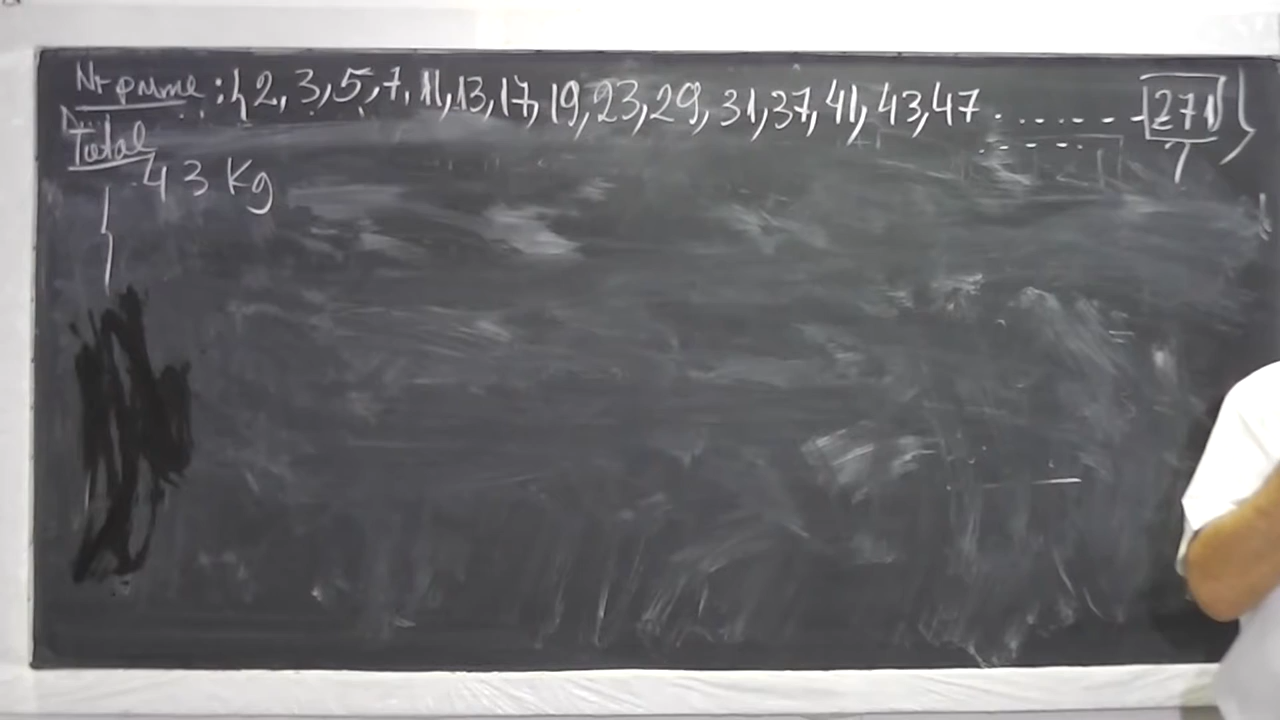 Nr prime : { 2, 3, 5, 7, 11, 13, 17, 19, 23, 29, 31, 37, 41, 43, 47 ........ 271 }
?
Total
43 Kg